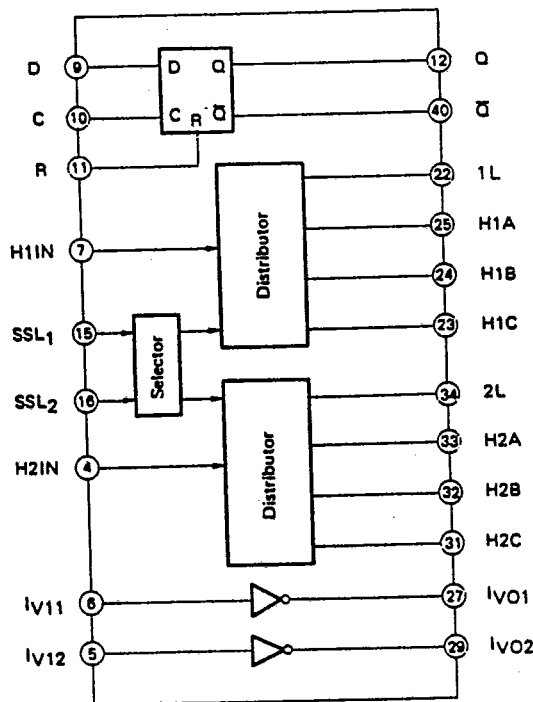 D 9 D Q 12 Q
C 10 C R Q̅ 40 Q̅
R 11
22 1L
25 H1A
H1IN 7 Distributor
24 H1B
SSL1 15 23 H1C
Selector
SSL2 16 34 2L
33 H2A
H2IN 4 Distributor
32 H2B
31 H2C
IV11 6 27 IVO1
IV12 5 29 IVO2